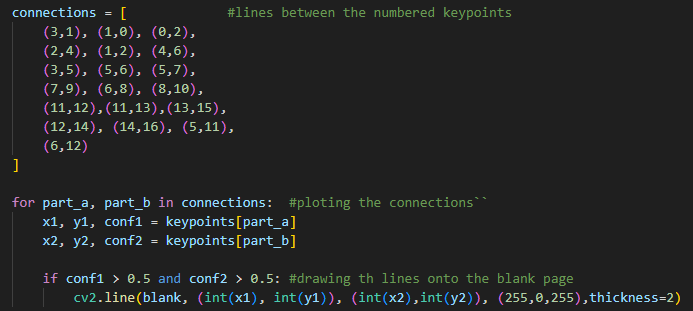 connections = [             #lines between the numbered keypoints
    (3,1), (1,0), (0,2),
    (2,4), (1,2), (4,6),
    (3,5), (5,6), (5,7),
    (7,9), (6,8), (8,10),
    (11,12),(11,13),(13,15),
    (12,14), (14,16), (5,11),
    (6,12)
]
for part_a, part_b in connections:  #ploting the connections``
    x1, y1, conf1 = keypoints[part_a]
    x2, y2, conf2 = keypoints[part_b]
    if conf1 > 0.5 and conf2 > 0.5: #drawing th lines onto the blank page
        cv2.line(blank, (int(x1), int(y1)), (int(x2),int(y2)), (255,0,255),thickness=2)